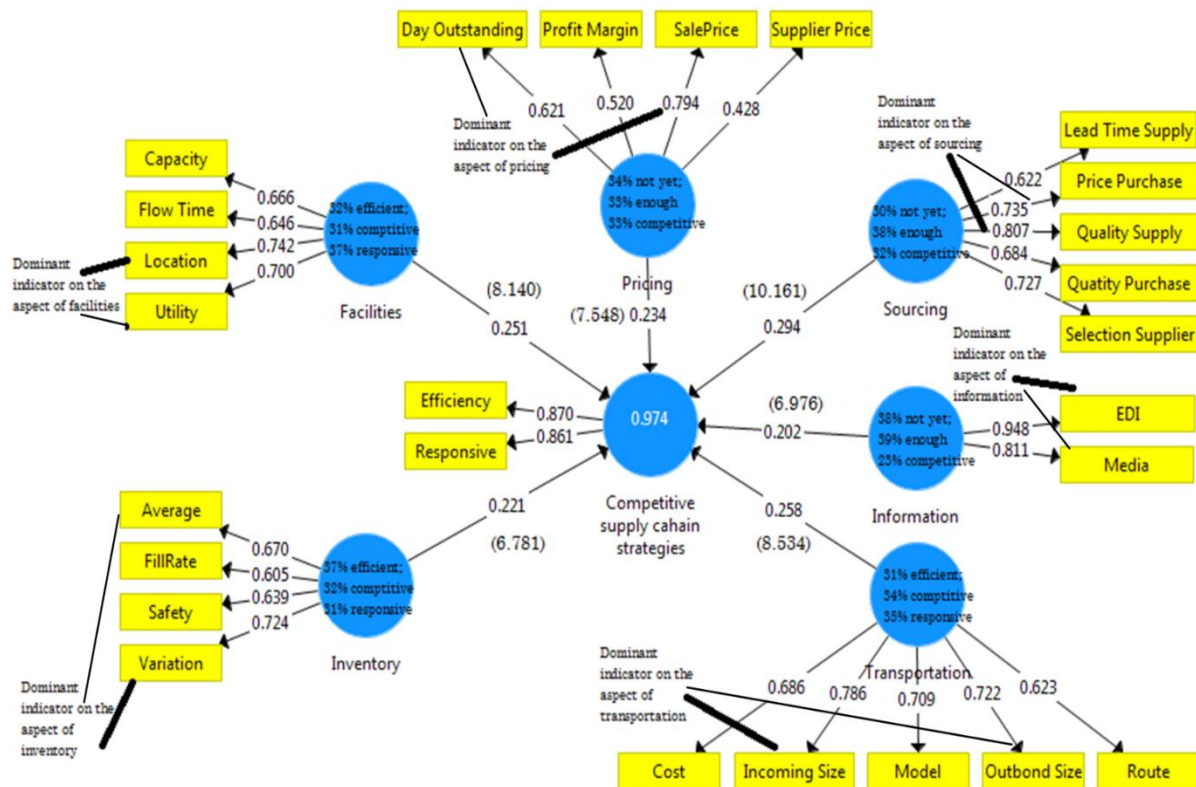 Day Outstanding
Profit Margin
SalePrice
Supplier Price
0.621
0.520
0.794
0.428
Dominant
indicator on the
aspect of pricing
34% not yet;
33% enough
33% competitive
Pricing
(7.548)
0.234
Capacity
Flow Time
Location
Utility
0.666
0.646
0.742
0.700
Dominant
indicator on the
aspect of facilities
32% efficient;
31% comptitive
37% responsive
Facilities
(8.140)
0.251
Dominant
indicator on the
aspect of sourcing
Lead Time Supply
Price Purchase
Quality Supply
Quatity Purchase
Selection Supplier
0.622
0.735
0.807
0.684
0.727
30% not yet;
38% enough
32% competitive
Sourcing
(10.161)
0.294
Efficiency
Responsive
0.870
0.861
0.974
Competitive
supply cahain
strategies
Dominant
indicator on the
aspect of
information
EDI
Media
0.948
0.811
38% not yet;
39% enough
23% competitive
Information
(6.976)
0.202
Average
FillRate
Safety
Variation
0.670
0.605
0.639
0.724
37% efficient;
32% comptitive
31% responsive
Inventory
0.221
(6.781)
Dominant
indicator on the
aspect of
inventory
0.258
(8.534)
31% efficient;
34% comptitive
35% responsive
Transportation
Dominant
indicator on the
aspect of
transportation
0.686
0.786
0.709
0.722
0.623
Cost
Incoming Size
Model
Outbond Size
Route